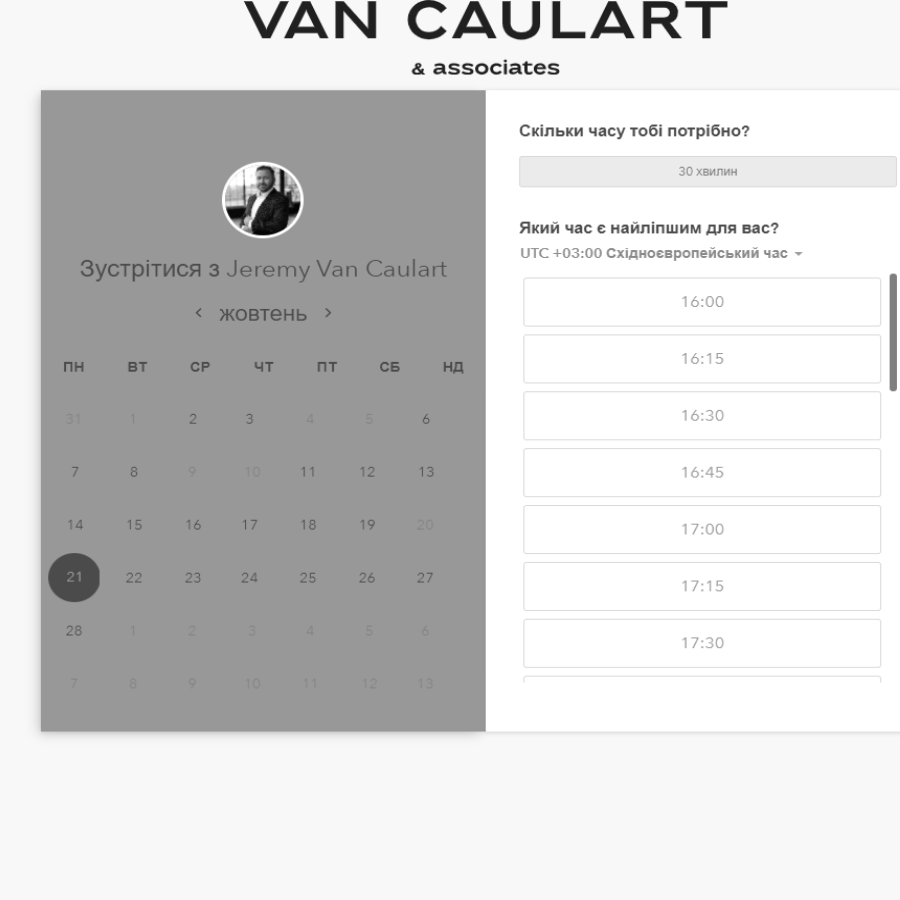 VAN CAULART
& associates
Зустрітися з Jeremy Van Caulart
жовтень
ПН ВТ СР ЧТ ПТ СБ НД
31 1 2 3 4 5 6
7 8 9 10 11 12 13
14 15 16 17 18 19 20
21 22 23 24 25 26 27
28 1 2 3 4 5 6
7 8 9 10 11 12 13
Скільки часу тобі потрібно?
30 хвилин
Який час є найліпшим для вас?
UTC +03:00 Східноєвропейський час
16:00
16:15
16:30
16:45
17:00
17:15
17:30